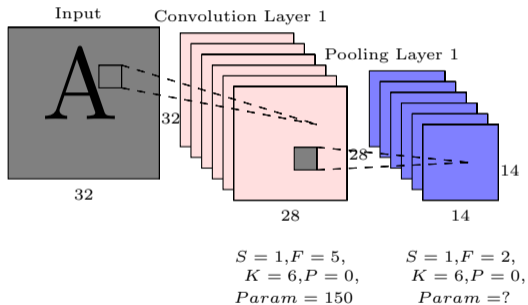 Input
Convolution Layer 1
Pooling Layer 1
A
32
28
14
32
28
14
S = 1, F = 5,
K = 6, P = 0,
Param = 150
S = 1, F = 2,
K = 6, P = 0,
Param =?